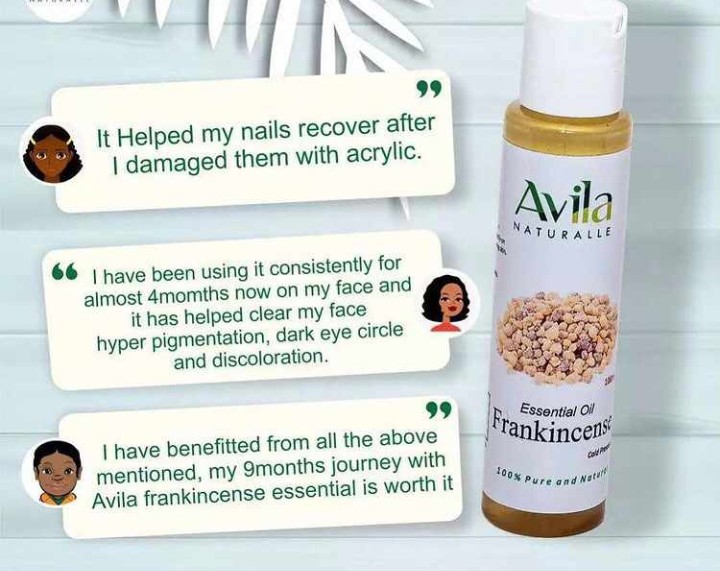 ”
It Helped my nails recover after
I damaged them with acrylic.
“ I have been using it consistently for
almost 4momths now on my face and
it has helped clear my face
hyper pigmentation, dark eye circle
and discoloration.
”
I have benefitted from all the above
mentioned, my 9months journey with
Avila frankincense essential is worth it
Avila
NATURALLE
Essential Oil
Frankincense
100% Pure and